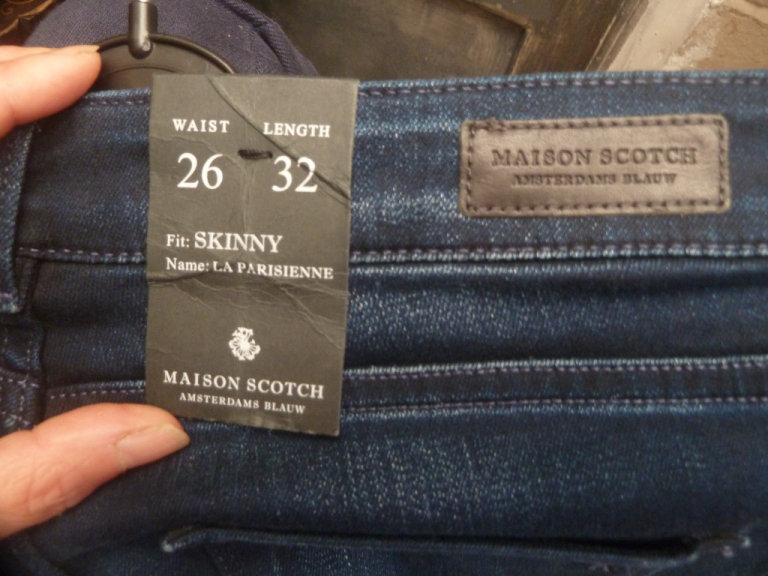 WAIST LENGTH
26 - 32
Fit: SKINNY
Name: LA PARISIENNE
MAISON SCOTCH
AMSTERDAMS BLAUW
MAISON SCOTCH
AMSTERDAMS BLAUW